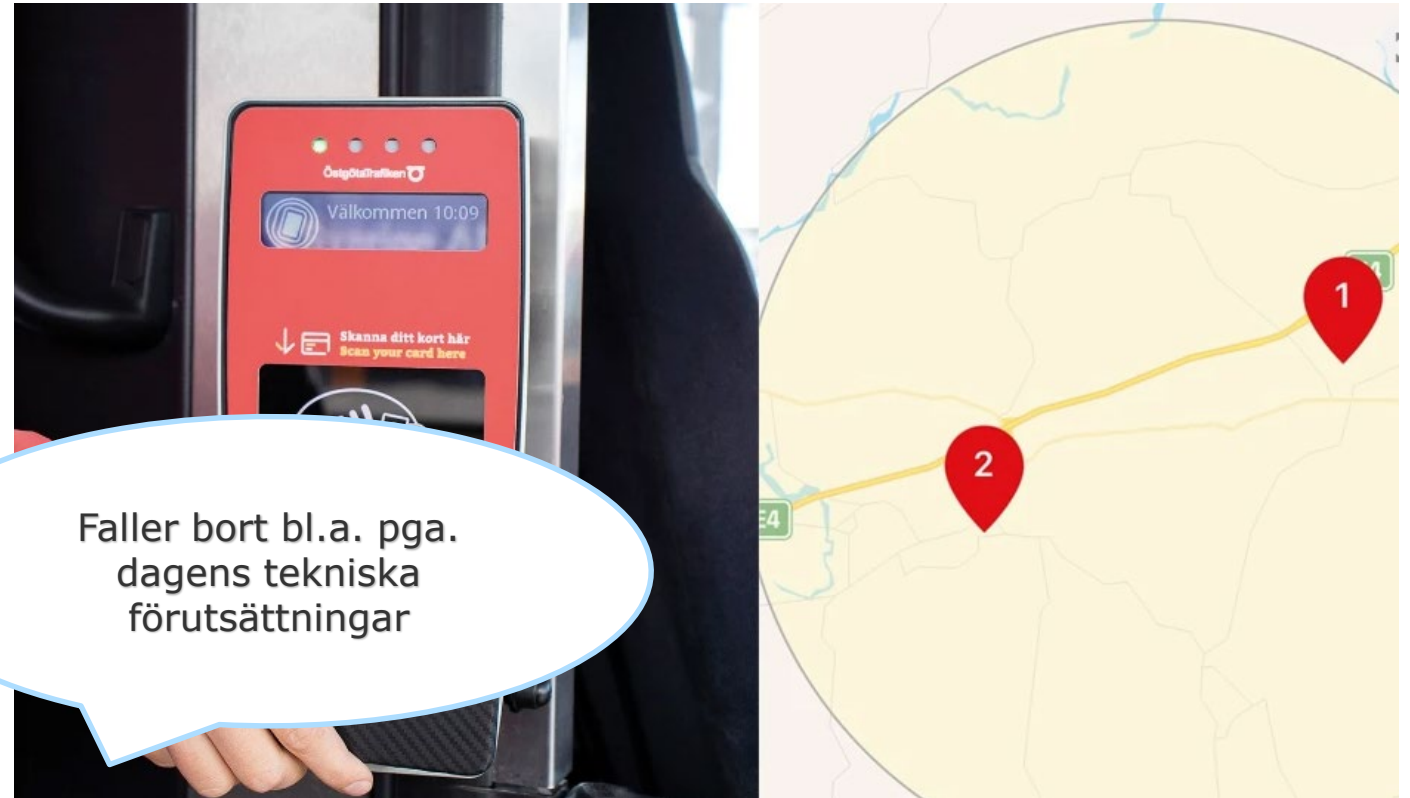 ÖstgötaTrafiken
Välkommen 10:09
Skanna ditt kort här
Scan your card here
Faller bort bl.a. pga.
dagens tekniska
förutsättningar
E4
1
2
E4